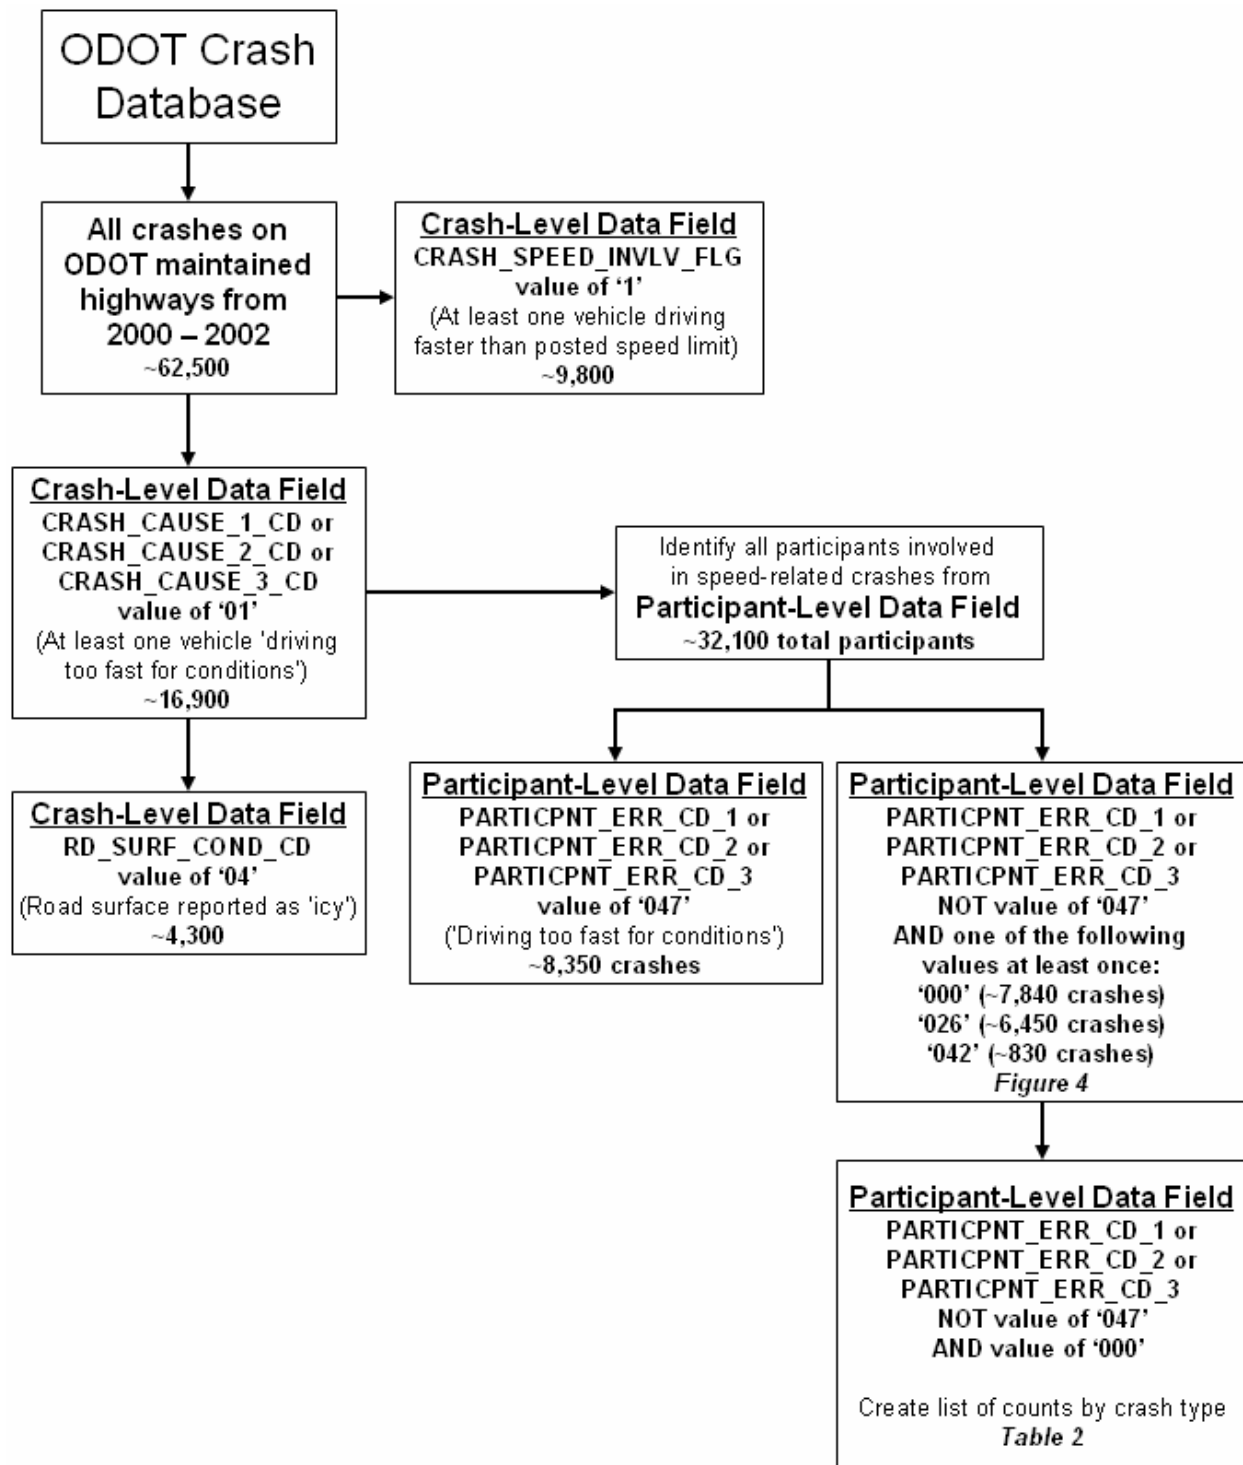 ODOT Crash
Database
All crashes on
ODOT maintained
highways from
2000 – 2002
~62,500
Crash-Level Data Field
CRASH_SPEED_INVLV_FLG
value of ‘1’
(At least one vehicle driving
faster than posted speed limit)
~9,800
Crash-Level Data Field
CRASH_CAUSE_1_CD or
CRASH_CAUSE_2_CD or
CRASH_CAUSE_3_CD
value of ‘01’
(At least one vehicle 'driving
too fast for conditions')
~16,900
Identify all participants involved
in speed-related crashes from
Participant-Level Data Field
~32,100 total participants
Crash-Level Data Field
RD_SURF_COND_CD
value of ‘04’
(Road surface reported as 'icy')
~4,300
Participant-Level Data Field
PARTICPNT_ERR_CD_1 or
PARTICPNT_ERR_CD_2 or
PARTICPNT_ERR_CD_3
value of ‘047’
('Driving too fast for conditions')
~8,350 crashes
Participant-Level Data Field
PARTICPNT_ERR_CD_1 or
PARTICPNT_ERR_CD_2 or
PARTICPNT_ERR_CD_3
NOT value of ‘047’
AND one of the following
values at least once:
‘000’ (~7,840 crashes)
‘026’ (~6,450 crashes)
‘042’ (~830 crashes)
Figure 4
Participant-Level Data Field
PARTICPNT_ERR_CD_1 or
PARTICPNT_ERR_CD_2 or
PARTICPNT_ERR_CD_3
NOT value of ‘047’
AND value of ‘000’
Create list of counts by crash type
Table 2